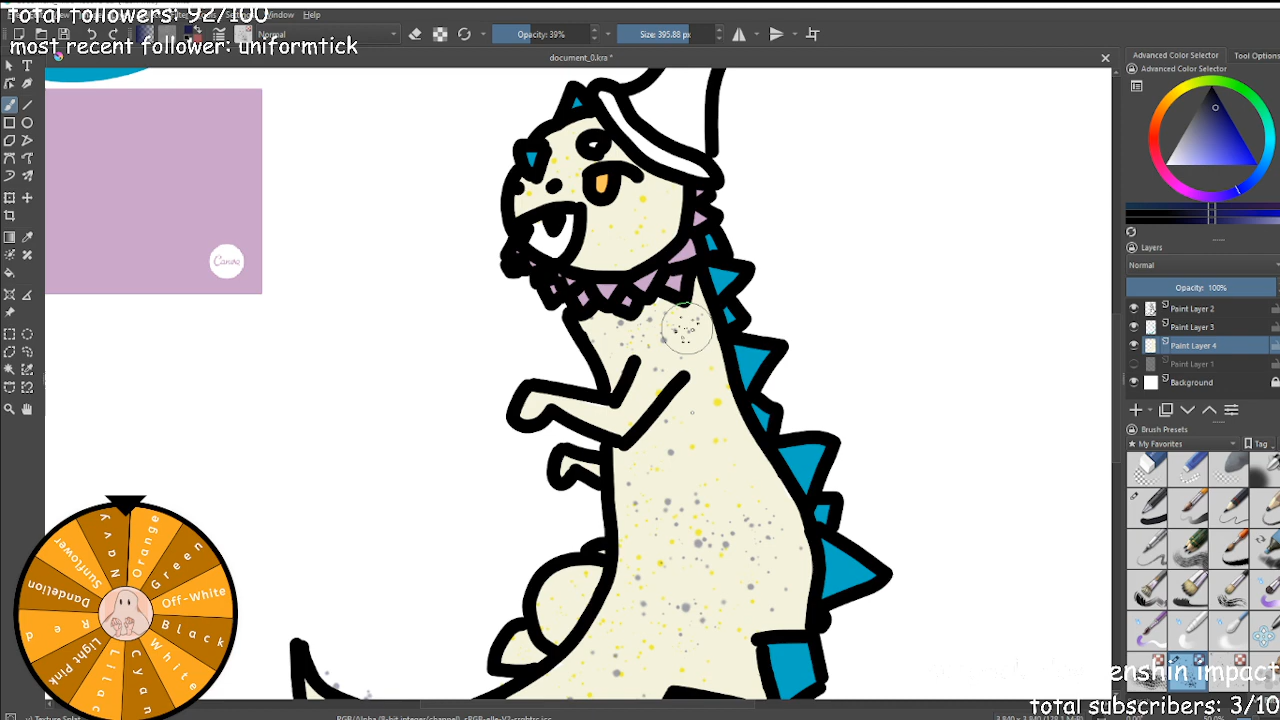 total followers: 92/100
Window Help
most recent follower: uniformtick
Normal
Opacity: 39%
Size: 395.88 px
document_0.kra *
Advanced Color Selector
Tool Options
Advanced Color Selector
Canva
Layers
Normal
Opacity: 100%
Paint Layer 2
Paint Layer 3
Paint Layer 4
Paint Layer 1
Background
Brush Presets
My Favorites
Tag
Navy
Orange
Green
Off-White
Black
White
Cyan
Lilac
Light Pink
Red
Dandelion
Sunflower
genshin impact
total subscribers: 3/10